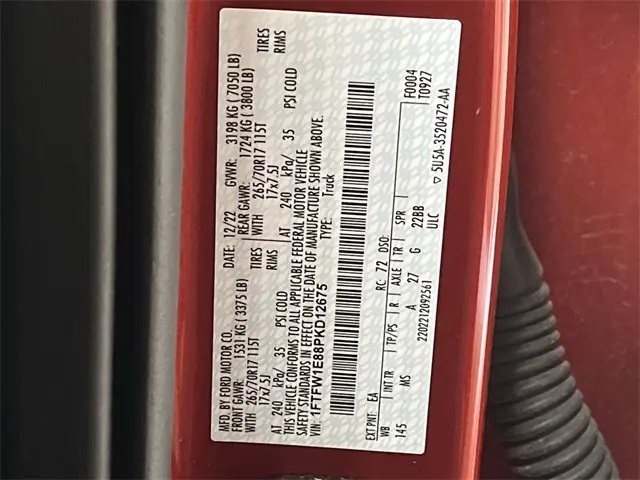 MFD. BY FORD MOTOR CO. DATE: 12/22 GVWR: 3198 KG ( 7050 LB)
FRONT GAWR: 1531 KG ( 3375 LB) REAR GAWR: 1724 KG ( 3800 LB)
265/70R17 115T TIRES WITH 265/70R17 115T TIRES
17x7.5J RIMS 17x7.5J RIMS
AT 240 kPa/ 35 PSI COLD AT 240 kPa/ 35 PSI COLD
THIS VEHICLE CONFORMS TO ALL APPLICABLE FEDERAL MOTOR VEHICLE
SAFETY STANDARDS IN EFFECT ON THE DATE OF MANUFACTURE SHOWN ABOVE.
VIN: 1FTFW1E88PKD12675 TYPE: Truck
F0004
T0927
EXT PNT: EA RC: 72 DSO:
WB INT TR TP/PS R AXLE TR SPR
145 MS A 27 G 22BB
ULC
2202212092561 5U5A-3520472-AA